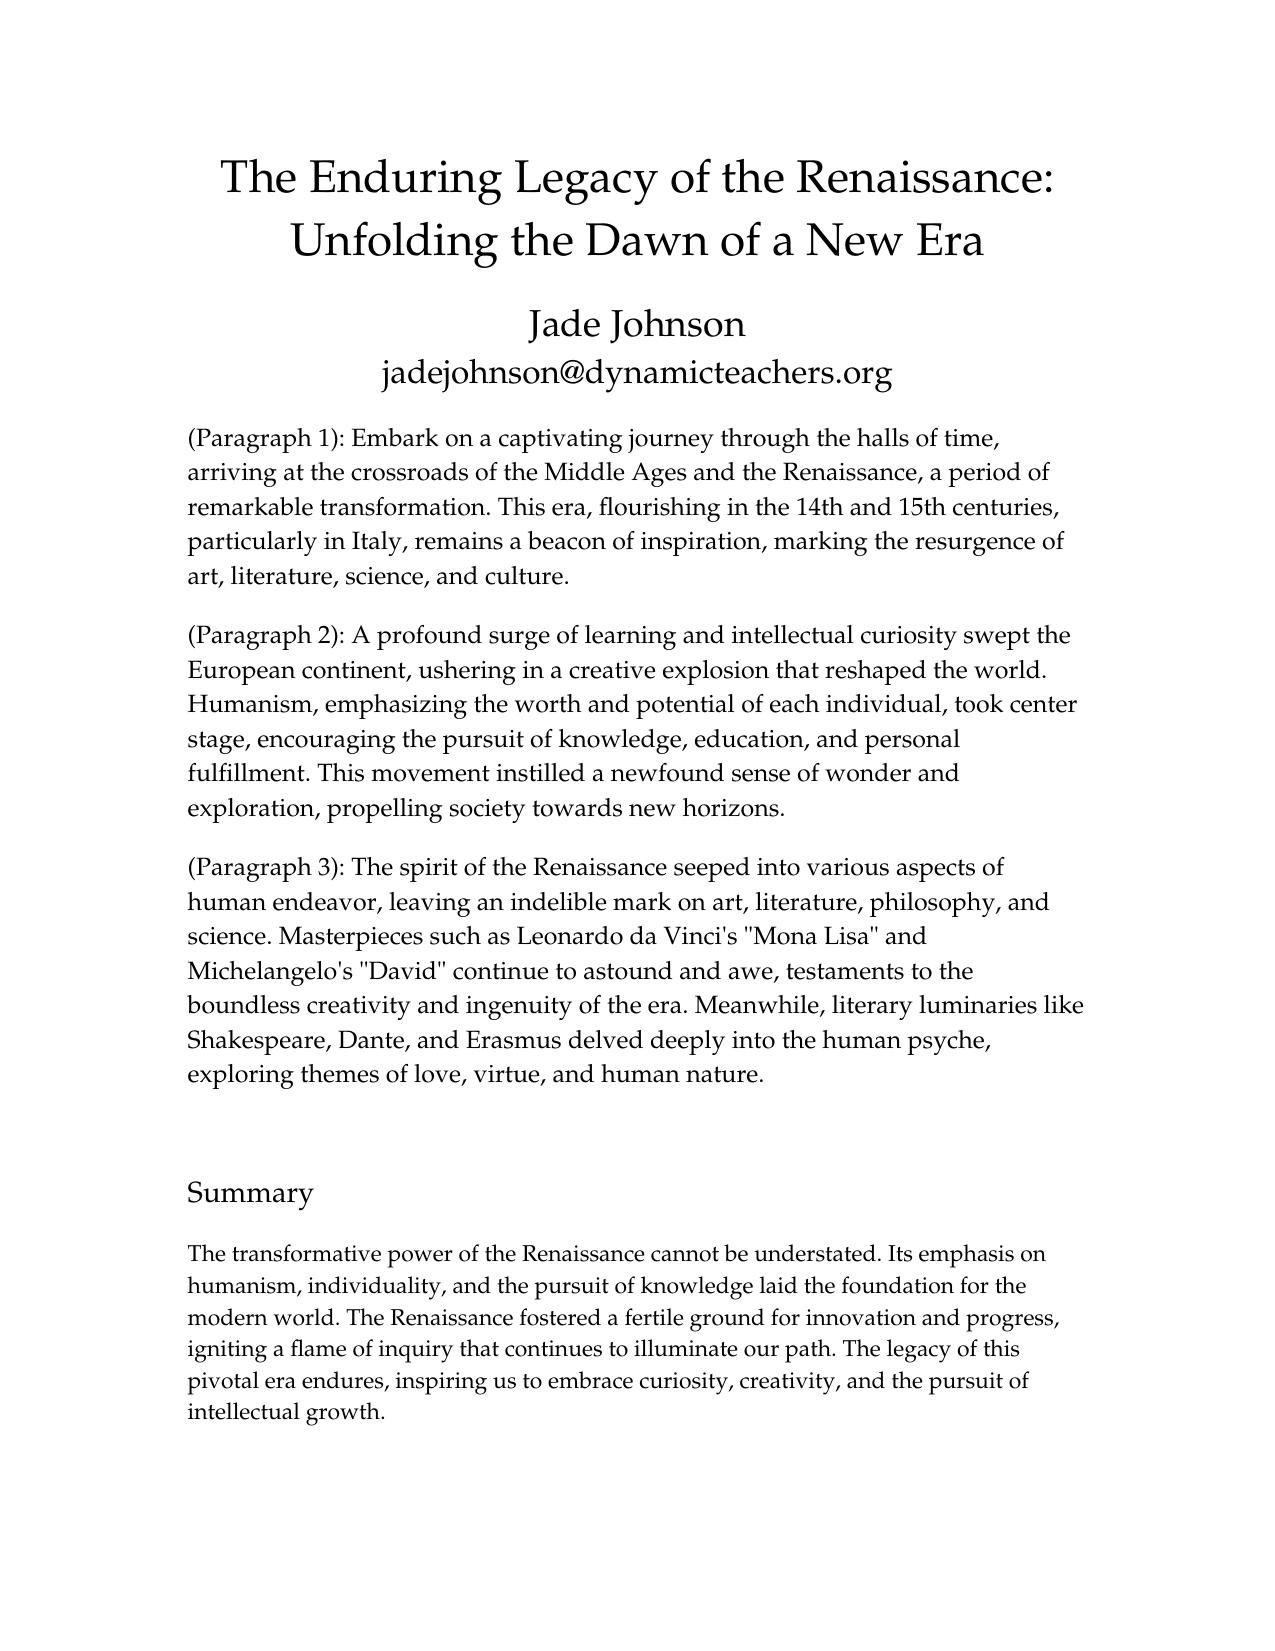 The Enduring Legacy of the Renaissance:
Unfolding the Dawn of a New Era
Jade Johnson
jadejohnson@dynamicteachers.org
(Paragraph 1): Embark on a captivating journey through the halls of time,
arriving at the crossroads of the Middle Ages and the Renaissance, a period of
remarkable transformation. This era, flourishing in the 14th and 15th centuries,
particularly in Italy, remains a beacon of inspiration, marking the resurgence of
art, literature, science, and culture.
(Paragraph 2): A profound surge of learning and intellectual curiosity swept the
European continent, ushering in a creative explosion that reshaped the world.
Humanism, emphasizing the worth and potential of each individual, took center
stage, encouraging the pursuit of knowledge, education, and personal
fulfillment. This movement instilled a newfound sense of wonder and
exploration, propelling society towards new horizons.
(Paragraph 3): The spirit of the Renaissance seeped into various aspects of
human endeavor, leaving an indelible mark on art, literature, philosophy, and
science. Masterpieces such as Leonardo da Vinci's "Mona Lisa" and
Michelangelo's "David" continue to astound and awe, testaments to the
boundless creativity and ingenuity of the era. Meanwhile, literary luminaries like
Shakespeare, Dante, and Erasmus delved deeply into the human psyche,
exploring themes of love, virtue, and human nature.
Summary
The transformative power of the Renaissance cannot be understated. Its emphasis on
humanism, individuality, and the pursuit of knowledge laid the foundation for the
modern world. The Renaissance fostered a fertile ground for innovation and progress,
igniting a flame of inquiry that continues to illuminate our path. The legacy of this
pivotal era endures, inspiring us to embrace curiosity, creativity, and the pursuit of
intellectual growth.